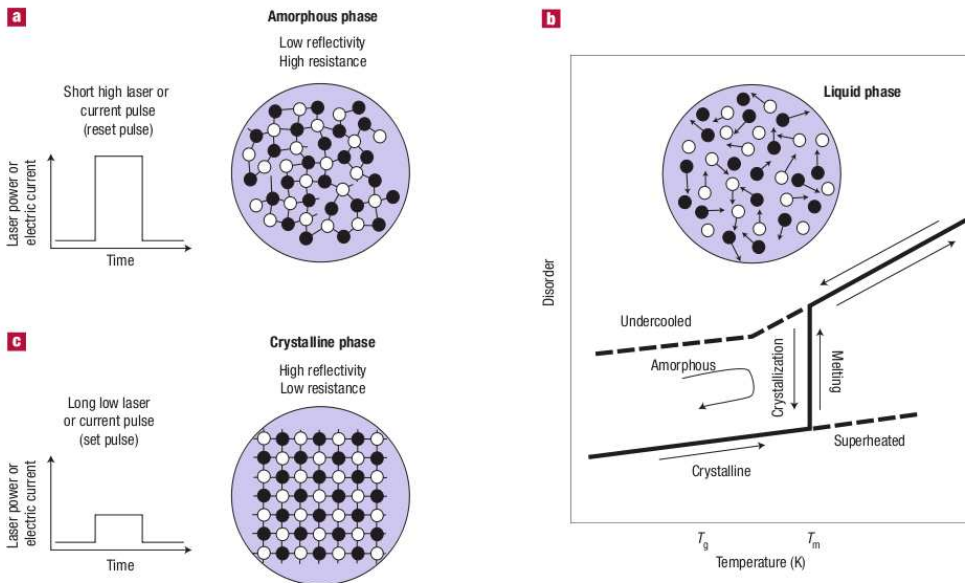 a
Amorphous phase
Low reflectivity
High resistance
Short high laser or
current pulse
(reset pulse)
Laser power or
electric current
Time
c
Crystalline phase
High reflectivity
Low resistance
Long low laser
or current pulse
(set pulse)
Laser power or
electric current
Time
b
Liquid phase
Disorder
Undercooled
Amorphous
Crystallization
Melting
Superheated
Crystalline
Tg
Tm
Temperature (K)